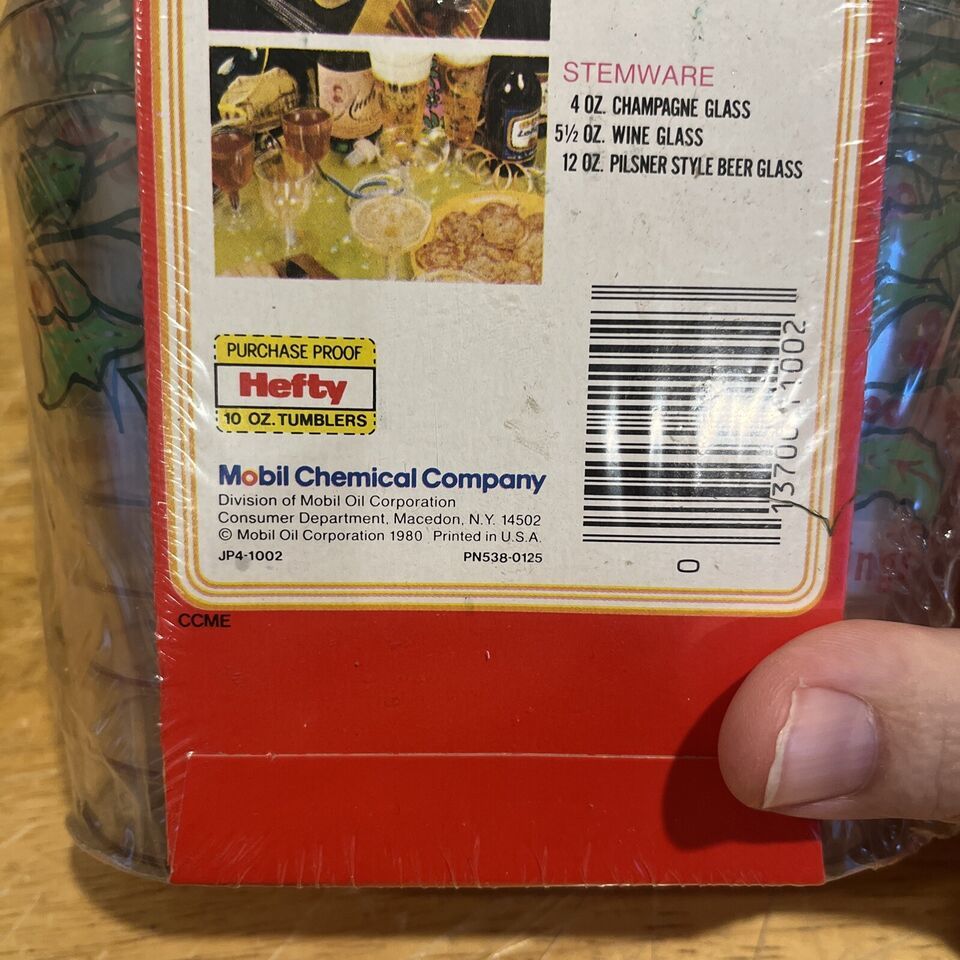 STEMWARE
4 OZ. CHAMPAGNE GLASS
5½ OZ. WINE GLASS
12 OZ. PILSNER STYLE BEER GLASS
PURCHASE PROOF
Hefty
10 OZ. TUMBLERS
Mobil Chemical Company
Division of Mobil Oil Corporation
Consumer Department, Macedon, N.Y. 14502
© Mobil Oil Corporation 1980 Printed in U.S.A.
JP4-1002 PN538-0125
0
CCME